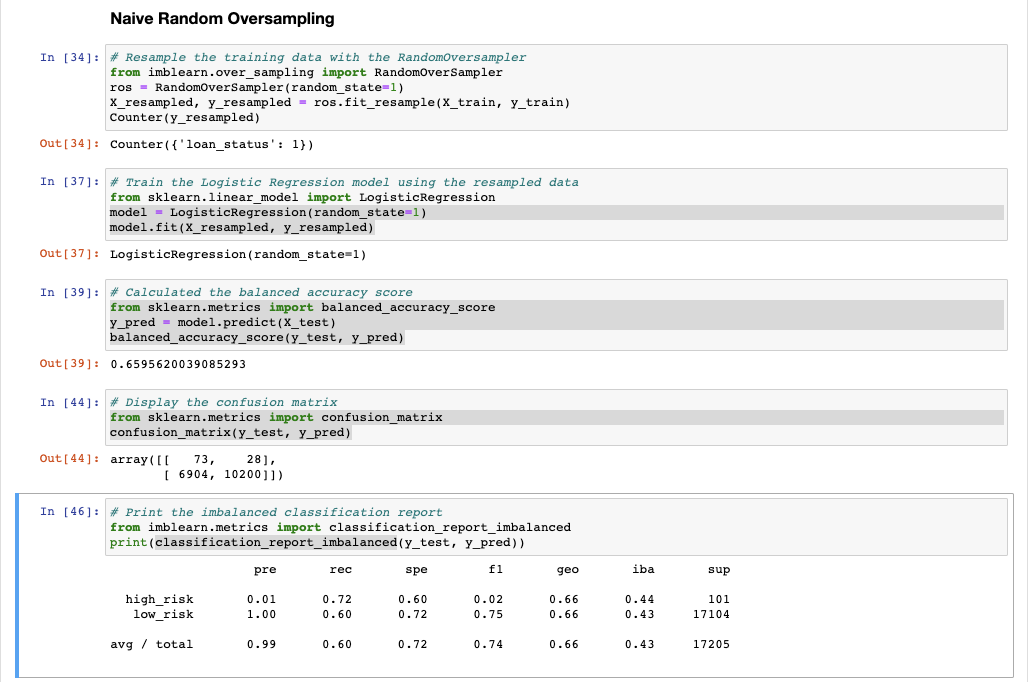 Naive Random Oversampling
In [34]: # Resample the training data with the RandomOversampler
from imblearn.over_sampling import RandomOverSampler
ros = RandomOverSampler(random_state=1)
X_resampled, y_resampled = ros.fit_resample(X_train, y_train)
Counter(y_resampled)
Out[34]: Counter({'loan_status': 1})
In [37]: # Train the Logistic Regression model using the resampled data
from sklearn.linear_model import LogisticRegression
model = LogisticRegression(random_state=1)
model.fit(X_resampled, y_resampled)
Out[37]: LogisticRegression(random_state=1)
In [39]: # Calculated the balanced accuracy score
from sklearn.metrics import balanced_accuracy_score
y_pred = model.predict(X_test)
balanced_accuracy_score(y_test, y_pred)
Out[39]: 0.6595620039085293
In [44]: # Display the confusion matrix
from sklearn.metrics import confusion_matrix
confusion_matrix(y_test, y_pred)
Out[44]: array([[   73,    28],
       [ 6904, 10200]])
In [46]: # Print the imbalanced classification report
from imblearn.metrics import classification_report_imbalanced
print(classification_report_imbalanced(y_test, y_pred))
pre rec spe f1 geo iba sup
high_risk 0.01 0.72 0.60 0.02 0.66 0.44 101
low_risk 1.00 0.60 0.72 0.75 0.66 0.43 17104
avg / total 0.99 0.60 0.72 0.74 0.66 0.43 17205